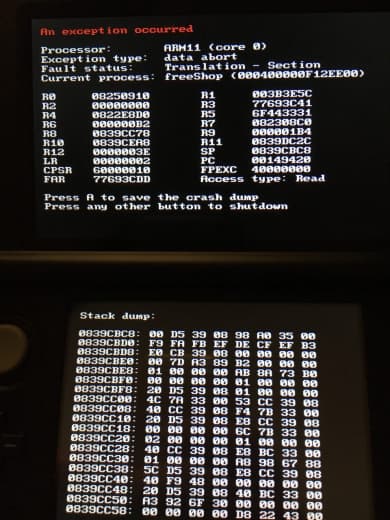 An exception occurred
Processor: ARM11 (core 0)
Exception type: data abort
Fault status: Translation - Section
Current process: freeShop (000400000F12EE00)
R0 08250910 R1 003B3E5C
R2 00000000 R3 77693C41
R4 0822E8D0 R5 6F443331
R6 000000B2 R7 082308C0
R8 0839CC78 R9 000001B4
R10 0839CEA8 R11 0839DC2C
R12 0000003E SP 0839CBC8
LR 00000002 PC 00149420
CPSR 60000010 FPEXC 40000000
FAR 77693CDD Access type: Read
Press A to save the crash dump
Press any other button to shutdown
Stack dump:
0839CBC8: 00 D5 39 08 98 A0 35 00
0839CBD0: F9 FA FB EF DE CF EF B3
0839CBD8: E0 CB 39 08 00 00 00 00
0839CBE0: 00 7D A3 89 B2 00 00 00
0839CBE8: 01 00 00 00 AB 8A 73 B0
0839CBF0: 00 00 00 00 01 00 00 00
0839CBF8: 20 D5 39 08 01 00 00 00
0839CC00: 4C 7A 33 00 53 CC 39 08
0839CC08: 40 CC 39 08 F4 7B 33 00
0839CC10: 20 D5 39 08 E8 CC 39 08
0839CC18: 00 00 00 00 6C 7B 33 00
0839CC20: 02 00 00 00 01 00 00 00
0839CC28: 40 CC 39 08 E8 BC 33 00
0839CC30: 01 00 00 00 A8 98 67 88
0839CC38: 5C D5 39 08 E8 CC 39 08
0839CC40: 40 F9 48 00 00 00 00 00
0839CC48: 20 D5 39 08 40 BC 33 00
0839CC50: A3 92 6F 30 00 00 00 00
0839CC58: 00 00 00 00 D8 22 43 00